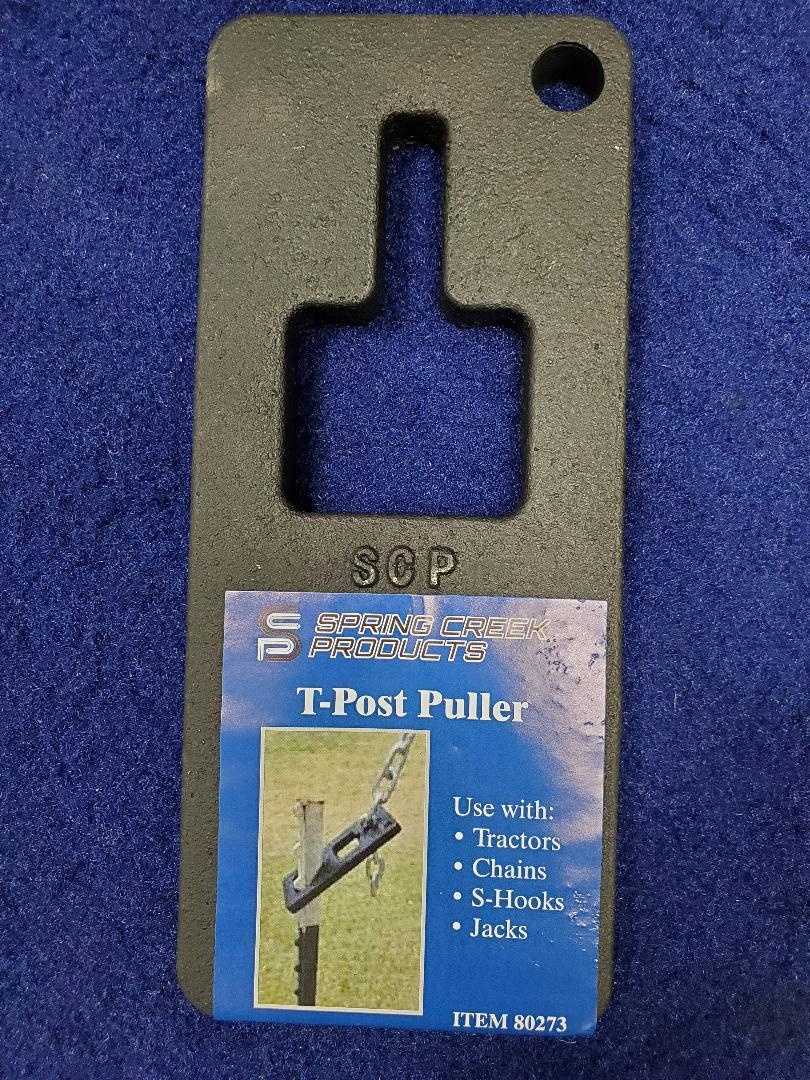 SCP
SPRING CREEK
PRODUCTS
T-Post Puller
Use with:
• Tractors
• Chains
• S-Hooks
• Jacks
ITEM 80273